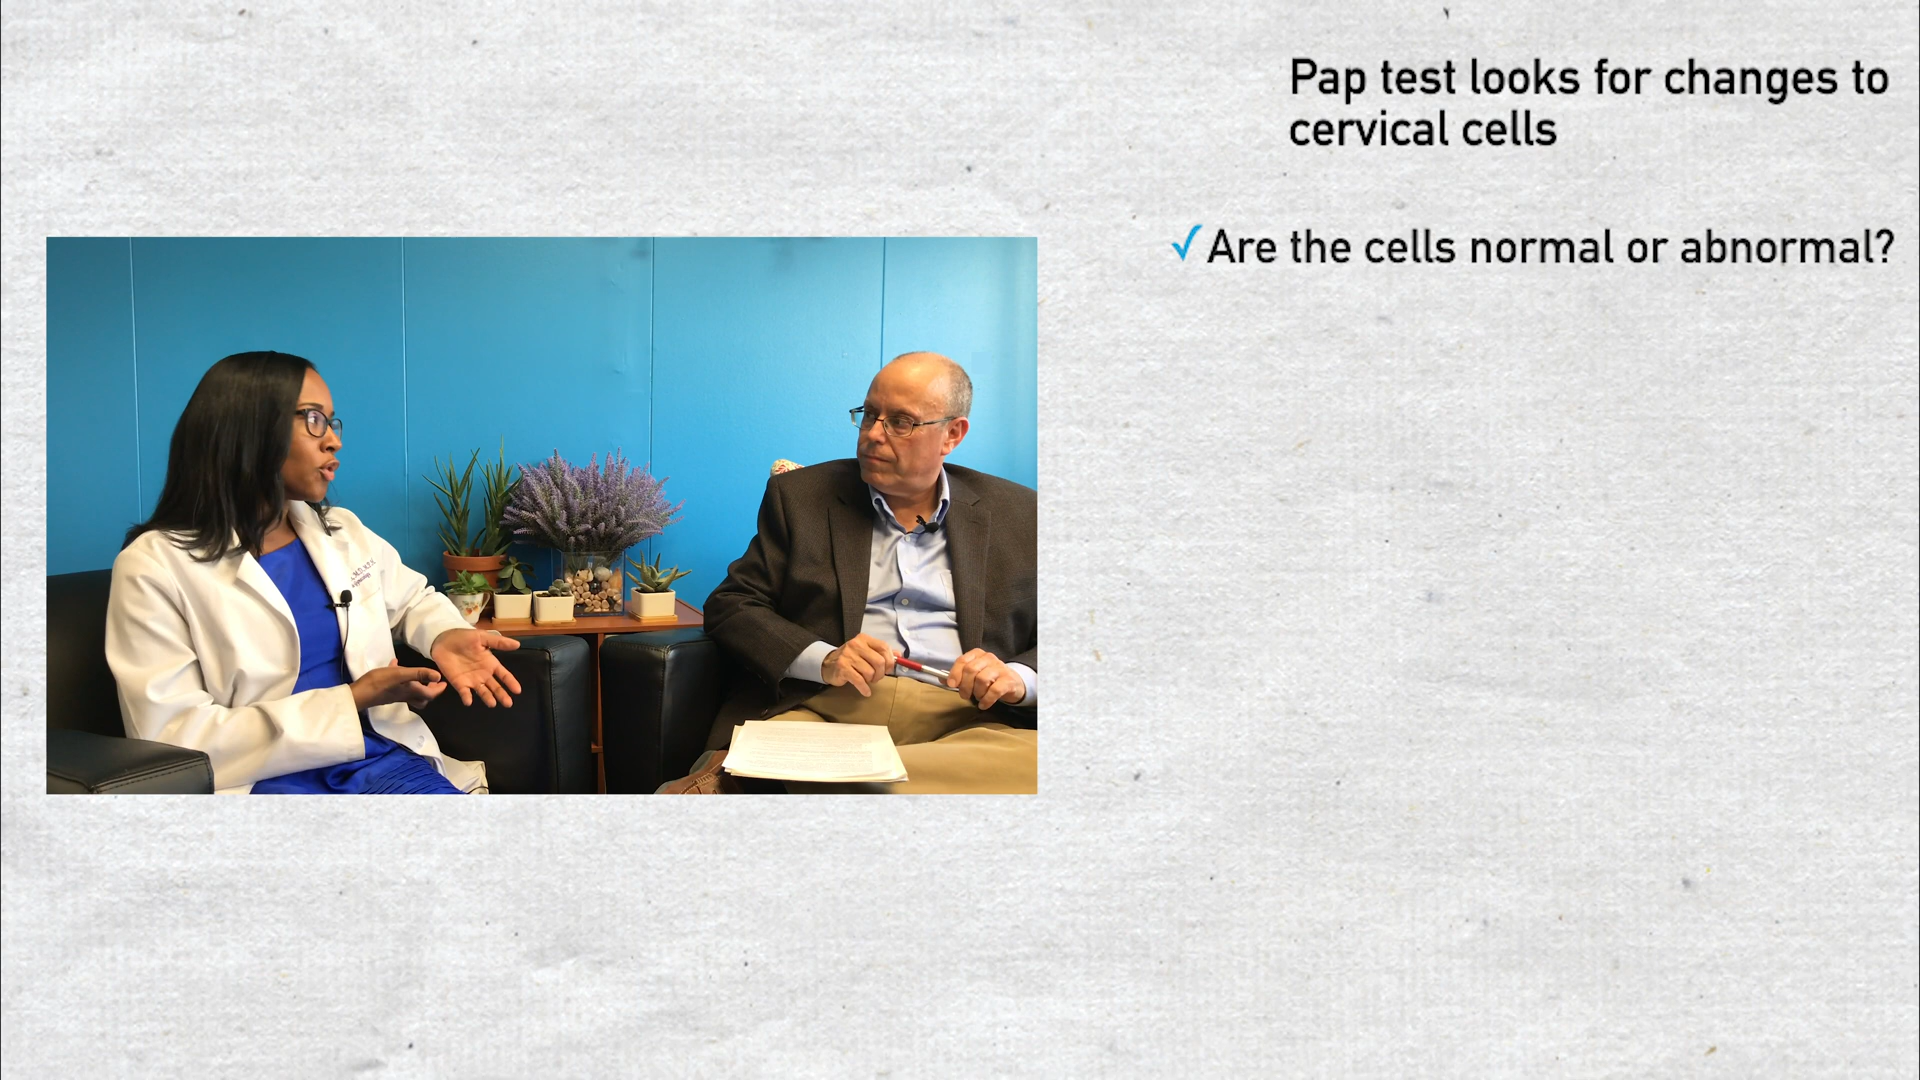 Pap test looks for changes to
cervical cells
✓Are the cells normal or abnormal?